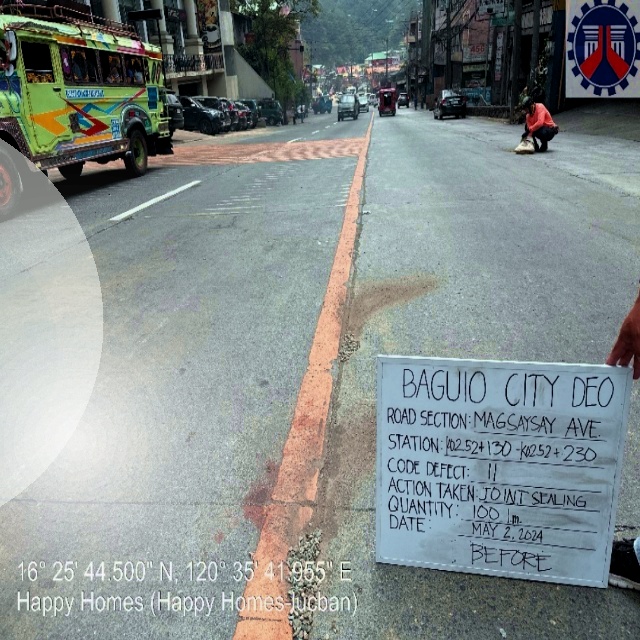 BAGUIO CITY DEO
ROAD SECTION: MAGSAYSAY AVE
STATION: K0252+130 - K0252+230
CODE DEFECT: 11
ACTION TAKEN: JOINT SEALING
QUANTITY: 100 lm
DATE: MAY 2, 2024
BEFORE
16° 25' 44.500" N, 120° 35' 41.955" E
Happy Homes (Happy Homes-Lucban)